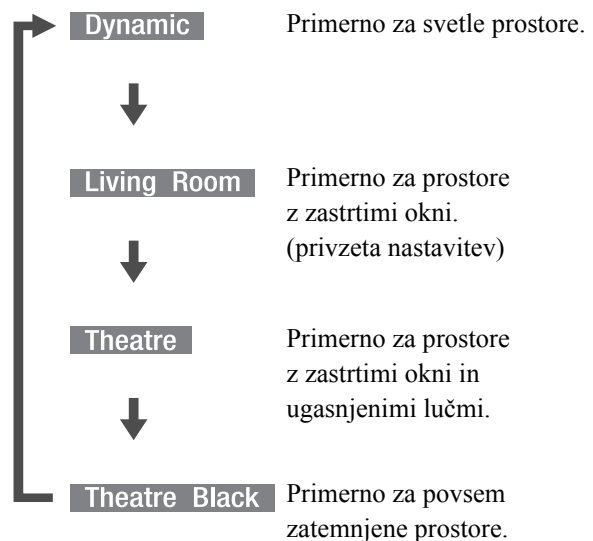 Dynamic Primerno za svetle prostore.
Living Room Primerno za prostore
z zastrtimi okni.
(privzeta nastavitev)
Theatre Primerno za prostore
z zastrtimi okni in
ugasnjenimi lučmi.
Theatre Black Primerno za povsem
zatemnjene prostore.